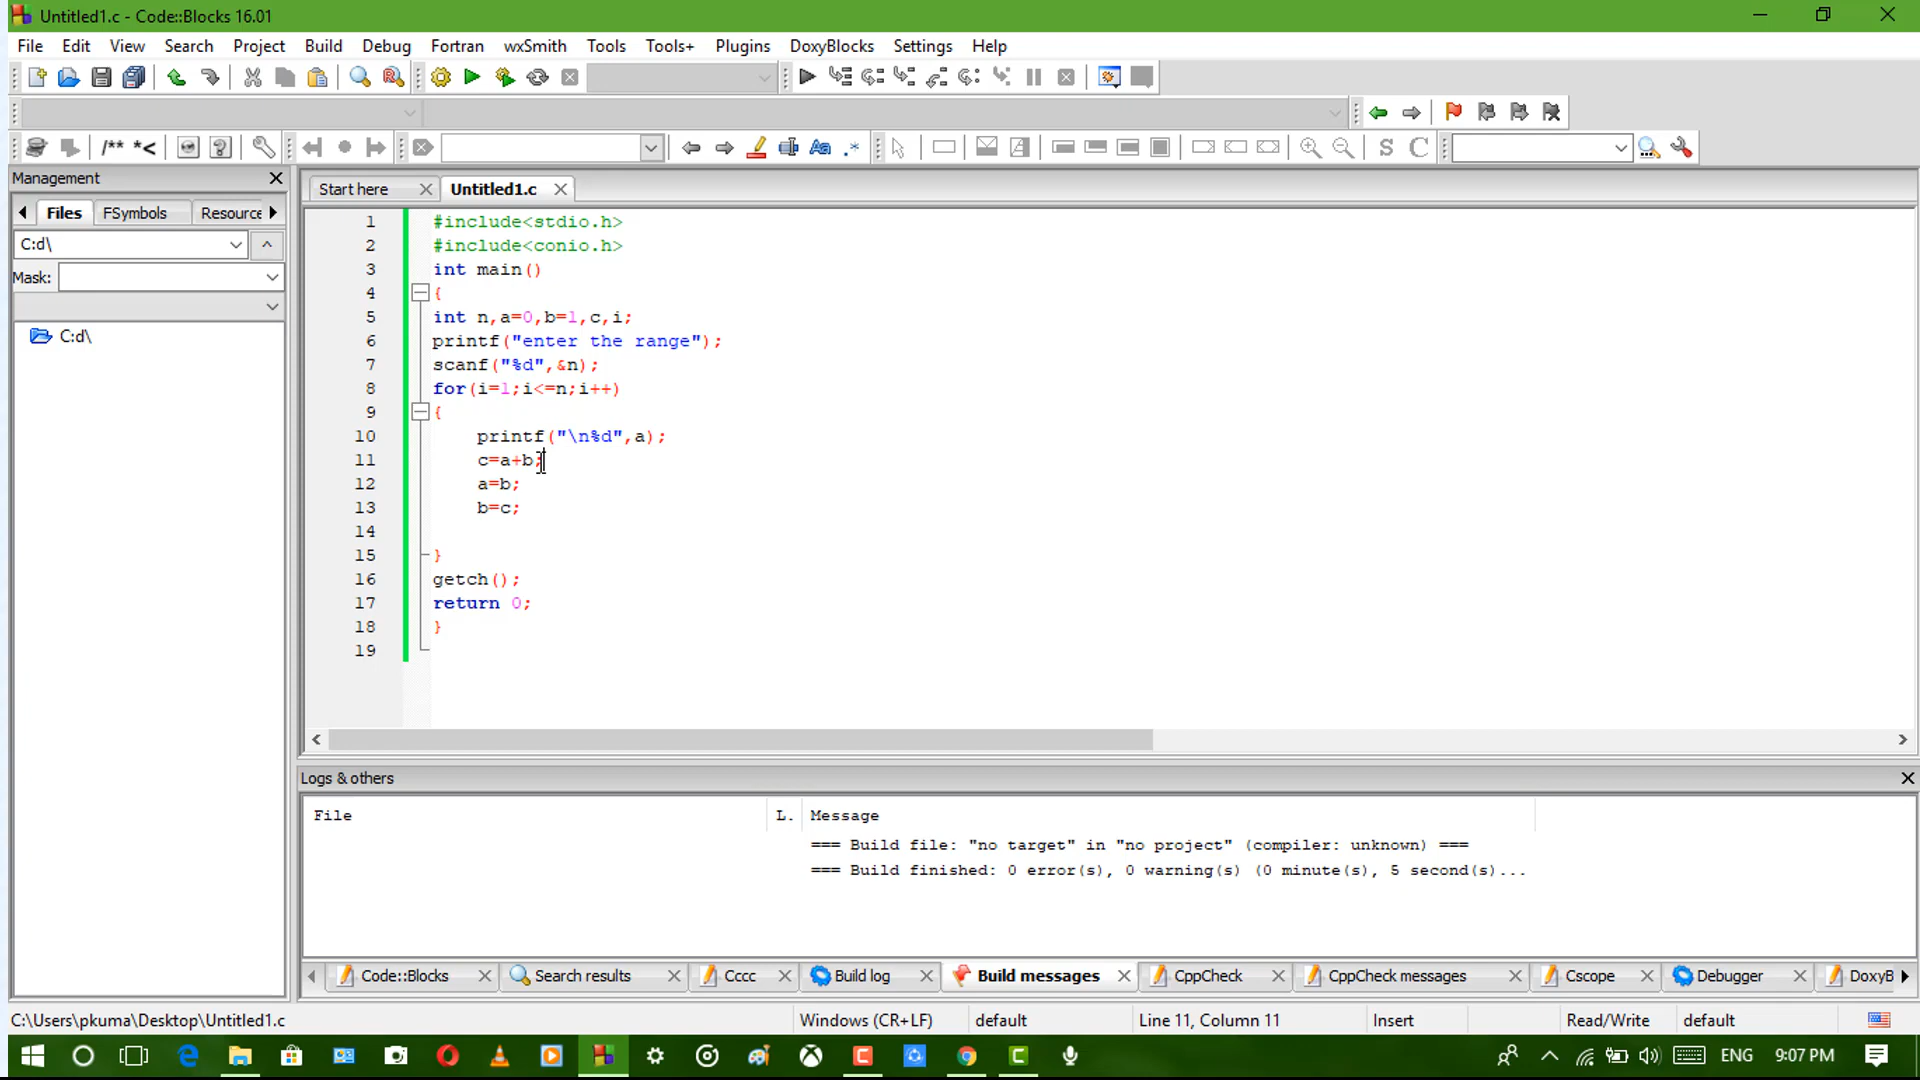 Untitled1.c - Code::Blocks 16.01
File Edit View Search Project Build Debug Fortran wxSmith Tools Tools+ Plugins DoxyBlocks Settings Help
/** *<
Aa .*
S C
Management
Files FSymbols Resource
C:d\
Mask:
C:d\
Start here Untitled1.c
1 #include<stdio.h>
2 #include<conio.h>
3 int main()
4 {
5 int n,a=0,b=1,c,i;
6 printf("enter the range");
7 scanf("%d",&n);
8 for(i=1;i<=n;i++)
9 {
10 printf("\n%d",a);
11 c=a+b;
12 a=b;
13 b=c;
14
15 }
16 getch();
17 return 0;
18 }
19
Logs & others
File L. Message
=== Build file: "no target" in "no project" (compiler: unknown) ===
=== Build finished: 0 error(s), 0 warning(s) (0 minute(s), 5 second(s)...
Code::Blocks Search results Cccc Build log Build messages CppCheck CppCheck messages Cscope Debugger DoxyB
C:\Users\pkuma\Desktop\Untitled1.c Windows (CR+LF) default Line 11, Column 11 Insert Read/Write default
ENG 9:07 PM